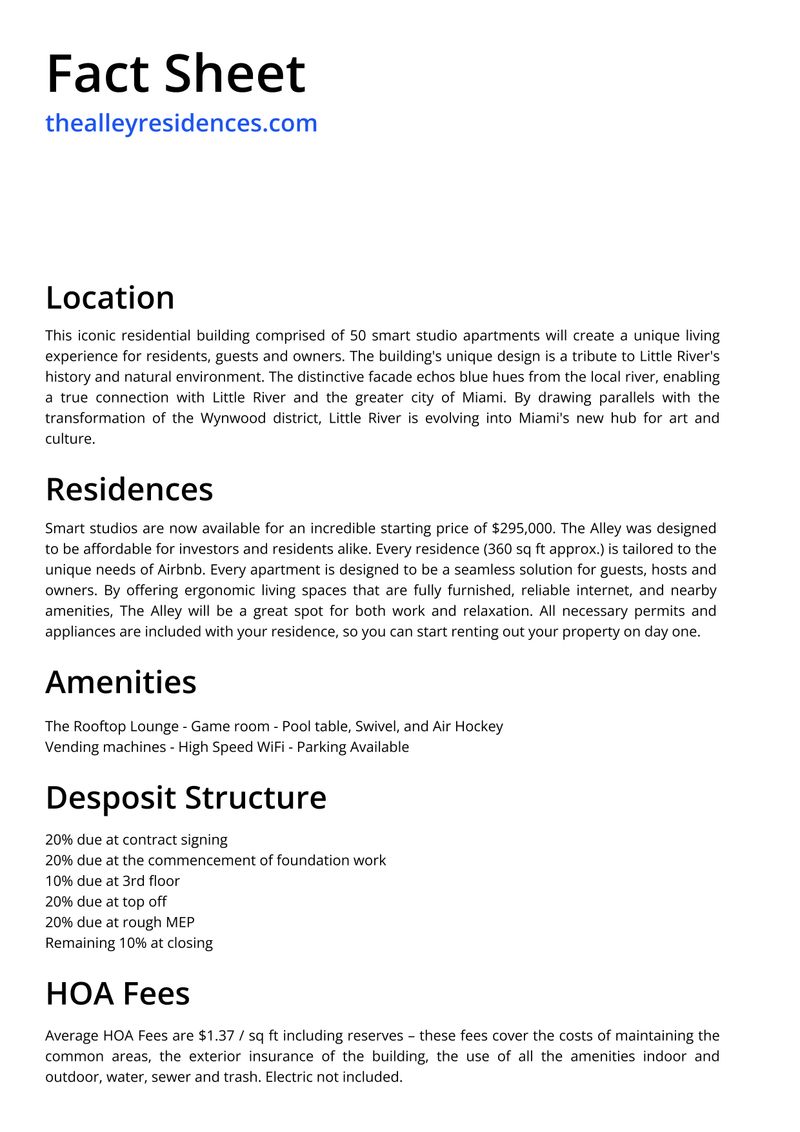 Fact Sheet
thealleyresidences.com
Location
This iconic residential building comprised of 50 smart studio apartments will create a unique living
experience for residents, guests and owners. The building's unique design is a tribute to Little River's
history and natural environment. The distinctive facade echos blue hues from the local river, enabling
a true connection with Little River and the greater city of Miami. By drawing parallels with the
transformation of the Wynwood district, Little River is evolving into Miami's new hub for art and
culture.
Residences
Smart studios are now available for an incredible starting price of $295,000. The Alley was designed
to be affordable for investors and residents alike. Every residence (360 sq ft approx.) is tailored to the
unique needs of Airbnb. Every apartment is designed to be a seamless solution for guests, hosts and
owners. By offering ergonomic living spaces that are fully furnished, reliable internet, and nearby
amenities, The Alley will be a great spot for both work and relaxation. All necessary permits and
appliances are included with your residence, so you can start renting out your property on day one.
Amenities
The Rooftop Lounge - Game room - Pool table, Swivel, and Air Hockey
Vending machines - High Speed WiFi - Parking Available
Desposit Structure
20% due at contract signing
20% due at the commencement of foundation work
10% due at 3rd floor
20% due at top off
20% due at rough MEP
Remaining 10% at closing
HOA Fees
Average HOA Fees are $1.37 / sq ft including reserves – these fees cover the costs of maintaining the
common areas, the exterior insurance of the building, the use of all the amenities indoor and
outdoor, water, sewer and trash. Electric not included.